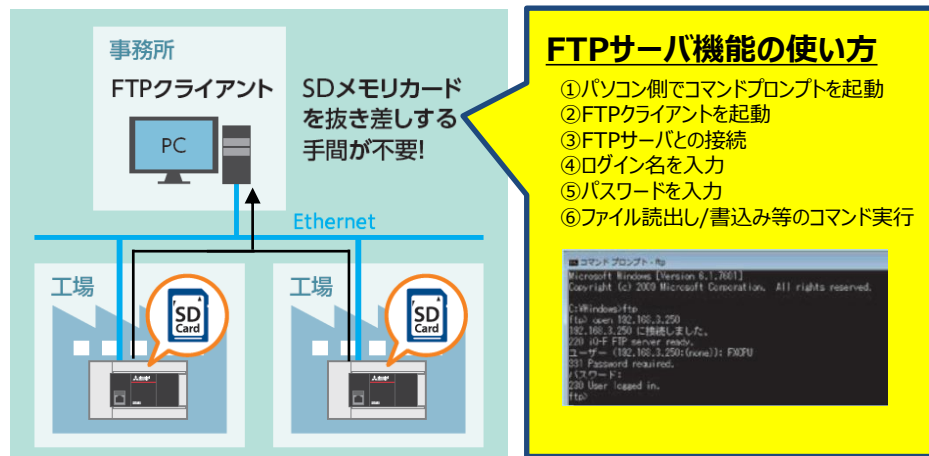 事務所
FTPクライアント
PC
SDメモリカード
を抜き差しする
手間が不要!
Ethernet
工場
SD
Card
工場
SD
Card
FTPサーバ機能の使い方
①パソコン側でコマンドプロンプトを起動
②FTPクライアントを起動
③FTPサーバとの接続
④ログイン名を入力
⑤パスワードを入力
⑥ファイル読出し/書込み等のコマンド実行
コマンド プロンプト - ftp
Microsoft Windows [Version 6.1.7601]
Copyright (c) 2009 Microsoft Corporation. All rights reserved.
C:\Windows>ftp
ftp> open 192.168.3.250
192.168.3.250 に接続しました。
220 iQ-F FTP server ready.
ユーザー (192.168.3.250:(none)): FXCPU
331 Password required.
パスワード:
230 User logged in.
ftp>